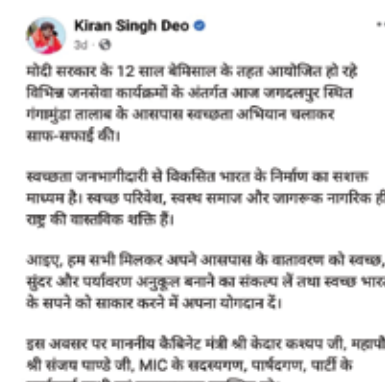 Kiran Singh Deo
3d
मोदी सरकार के 12 साल बेमिसाल के तहत आयोजित हो रहे
विभिन्न जनसेवा कार्यक्रमों के अंतर्गत आज जगदलपुर स्थित
गंगामुंडा तालाब के आसपास स्वच्छता अभियान चलाकर
साफ-सफाई की।
स्वच्छता जनभागीदारी से विकसित भारत के निर्माण का सशक्त
माध्यम है। स्वच्छ परिवेश, स्वस्थ समाज और जागरूक नागरिक ही
राष्ट्र की वास्तविक शक्ति हैं।
आइए, हम सभी मिलकर अपने आसपास के वातावरण को स्वच्छ,
सुंदर और पर्यावरण अनुकूल बनाने का संकल्प लें तथा स्वच्छ भारत
के सपने को साकार करने में अपना योगदान दें।
इस अवसर पर माननीय कैबिनेट मंत्री श्री केदार कश्यप जी, महापौर
श्री संजय पाण्डे जी, MIC के सदस्यगण, पार्षदगण, पार्टी के